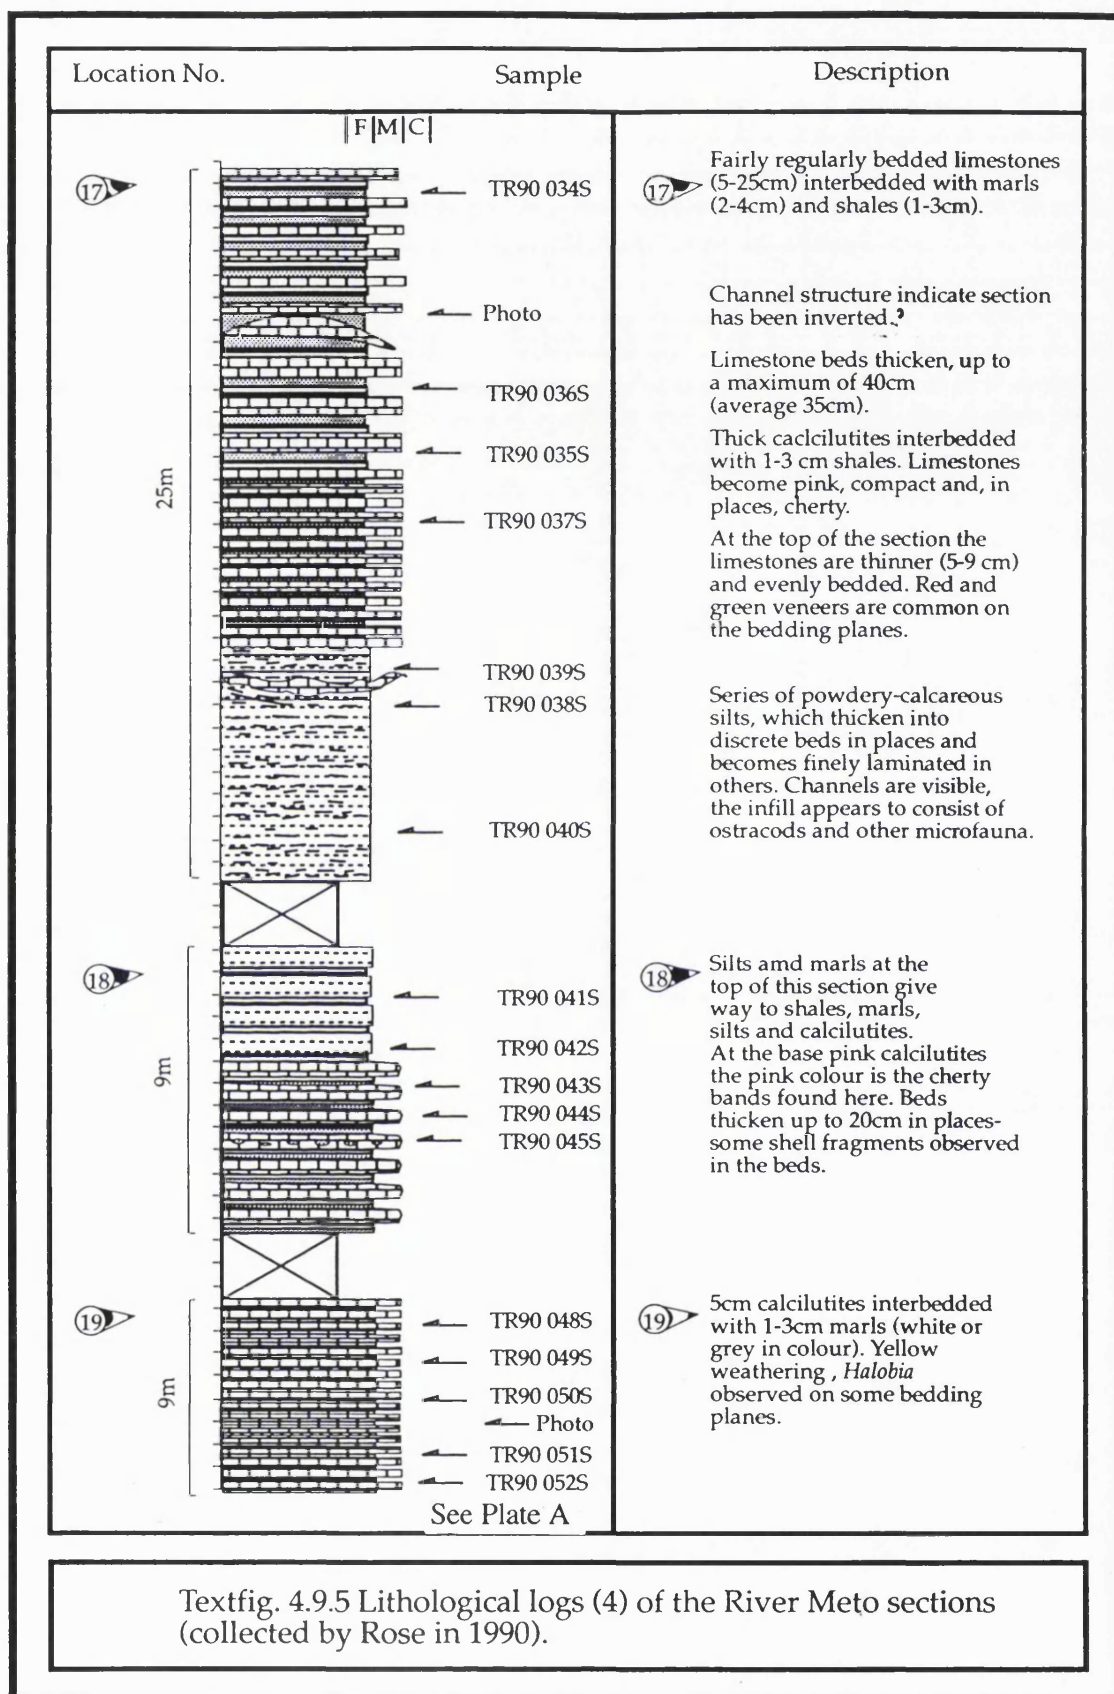 Location No. Sample Description
|F|M|C|
17
TR90 034S
Photo
TR90 036S
TR90 035S
25m
TR90 037S
TR90 039S
TR90 038S
TR90 040S
18
TR90 041S
TR90 042S
9m
TR90 043S
TR90 044S
TR90 045S
19
TR90 048S
TR90 049S
9m
TR90 050S
Photo
TR90 051S
TR90 052S
See Plate A
17
Fairly regularly bedded limestones
(5-25cm) interbedded with marls
(2-4cm) and shales (1-3cm).
Channel structure indicate section
has been inverted.
Limestone beds thicken, up to
a maximum of 40cm
(average 35cm).
Thick caclcilutites interbedded
with 1-3 cm shales. Limestones
become pink, compact and, in
places, cherty.
At the top of the section the
limestones are thinner (5-9 cm)
and evenly bedded. Red and
green veneers are common on
the bedding planes.
Series of powdery-calcareous
silts, which thicken into
discrete beds in places and
becomes finely laminated in
others. Channels are visible,
the infill appears to consist of
ostracods and other microfauna.
18
Silts amd marls at the
top of this section give
way to shales, marls,
silts and calcilutites.
At the base pink calcilutites
the pink colour is the cherty
bands found here. Beds
thicken up to 20cm in places-
some shell fragments observed
in the beds.
19
5cm calcilutites interbedded
with 1-3cm marls (white or
grey in colour). Yellow
weathering , Halobia
observed on some bedding
planes.
Textfig. 4.9.5 Lithological logs (4) of the River Meto sections
(collected by Rose in 1990).